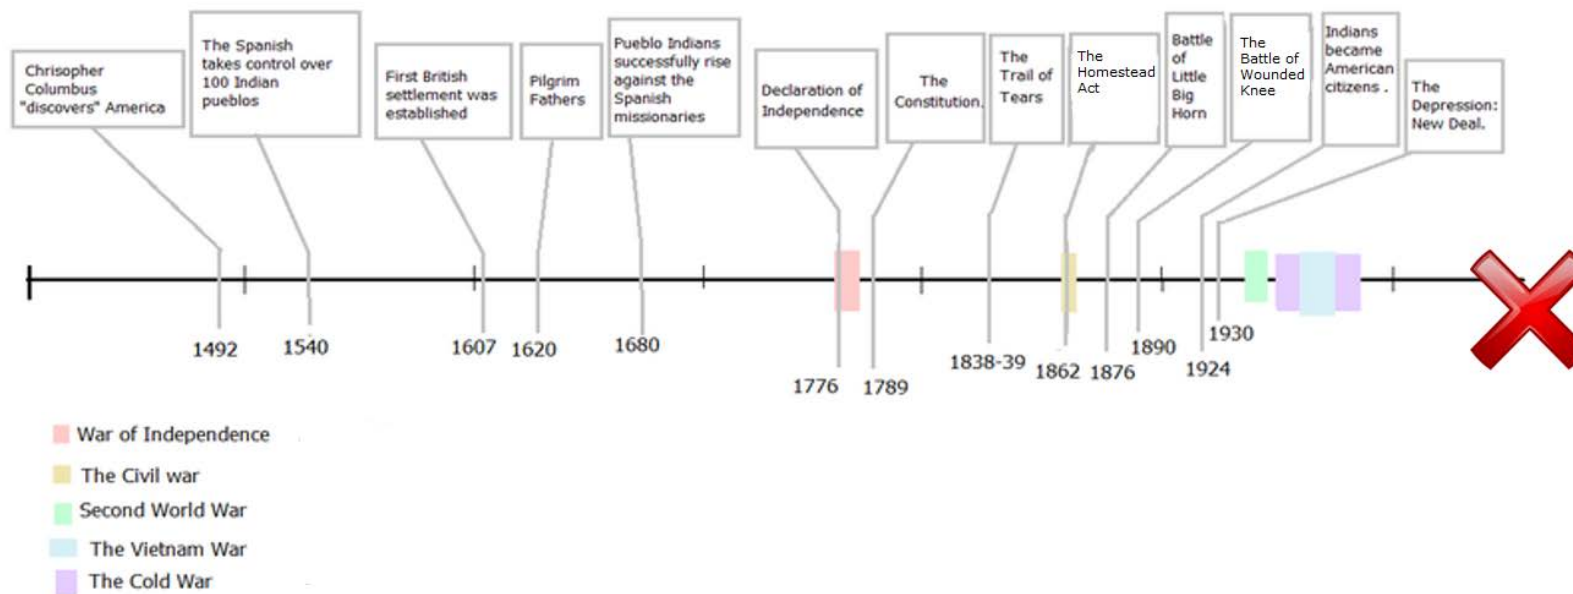 Chrisopher
Columbus
"discovers" America
The Spanish
takes control over
100 Indian
pueblos
First British
settlement was
established
Pilgrim
Fathers
Pueblo Indians
successfully rise
against the
Spanish
missionaries
Declaration of
Independence
The
Constitution.
The
Trail of
Tears
The
Homestead
Act
Battle
of
Little
Big
Horn
The
Battle of
Wounded
Knee
Indians
became
American
citizens .
The
Depression:
New Deal.
1492
1540
1607
1620
1680
1776
1789
1838-39
1862
1876
1890
1924
1930
War of Independence
The Civil war
Second World War
The Vietnam War
The Cold War